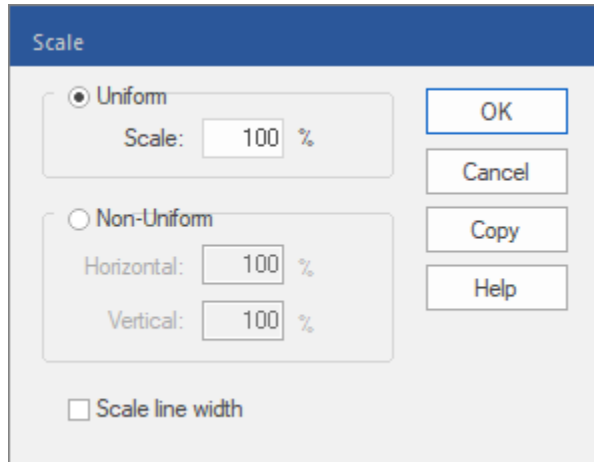 Scale
Uniform
Scale: 100 %
Non-Uniform
Horizontal: 100 %
Vertical: 100 %
Scale line width
OK
Cancel
Copy
Help